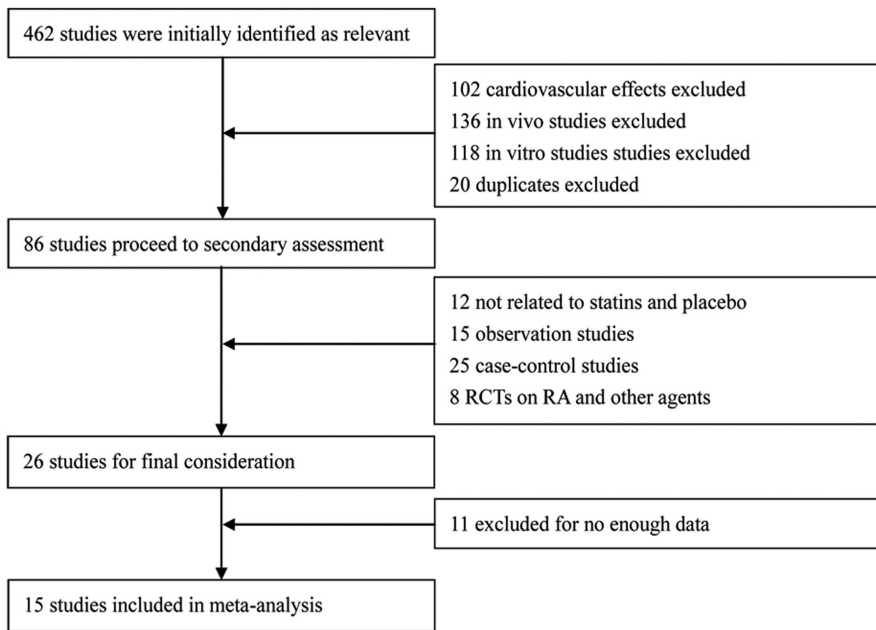 462 studies were initially identified as relevant
102 cardiovascular effects excluded
136 in vivo studies excluded
118 in vitro studies studies excluded
20 duplicates excluded
86 studies proceed to secondary assessment
12 not related to statins and placebo
15 observation studies
25 case-control studies
8 RCTs on RA and other agents
26 studies for final consideration
11 excluded for no enough data
15 studies included in meta-analysis